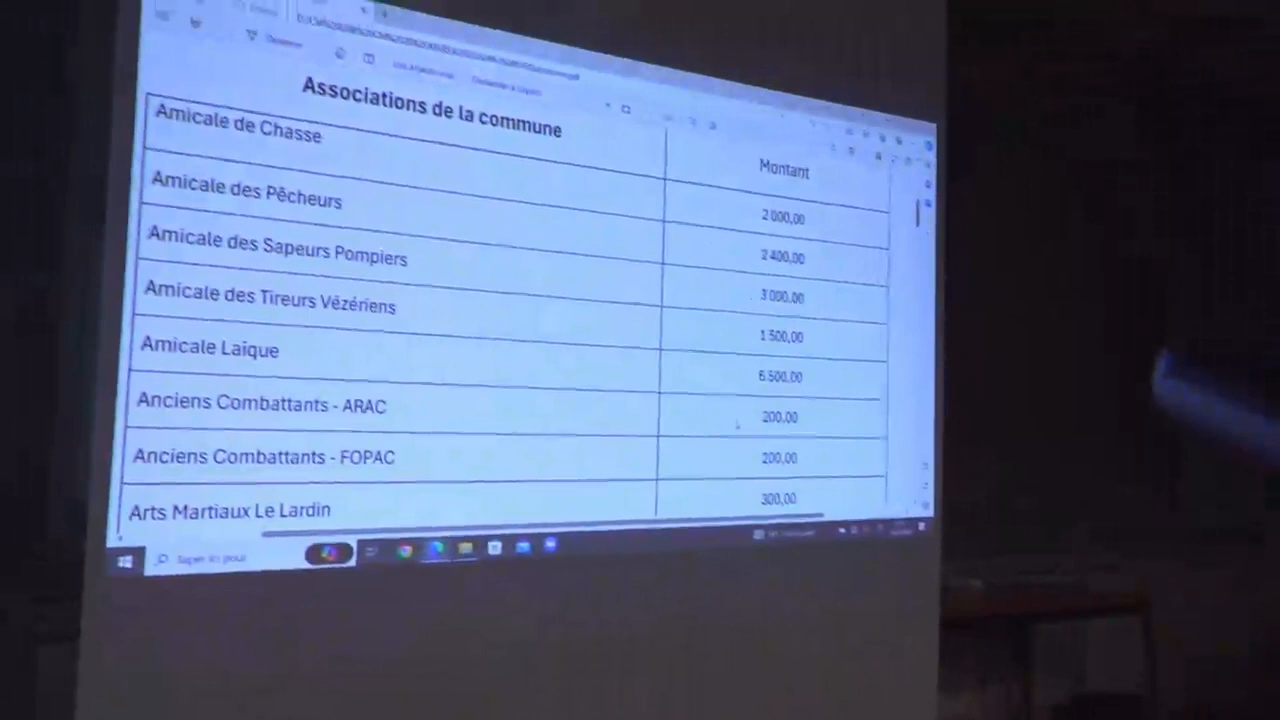 Associations de la commune
Montant
Amicale de Chasse 2 000,00
Amicale des Pêcheurs 2 400,00
Amicale des Sapeurs Pompiers 3 000,00
Amicale des Tireurs Vézériens 1 500,00
Amicale Laïque 6 500,00
Anciens Combattants - ARAC 200,00
Anciens Combattants - FOPAC 200,00
Arts Martiaux Le Lardin 300,00